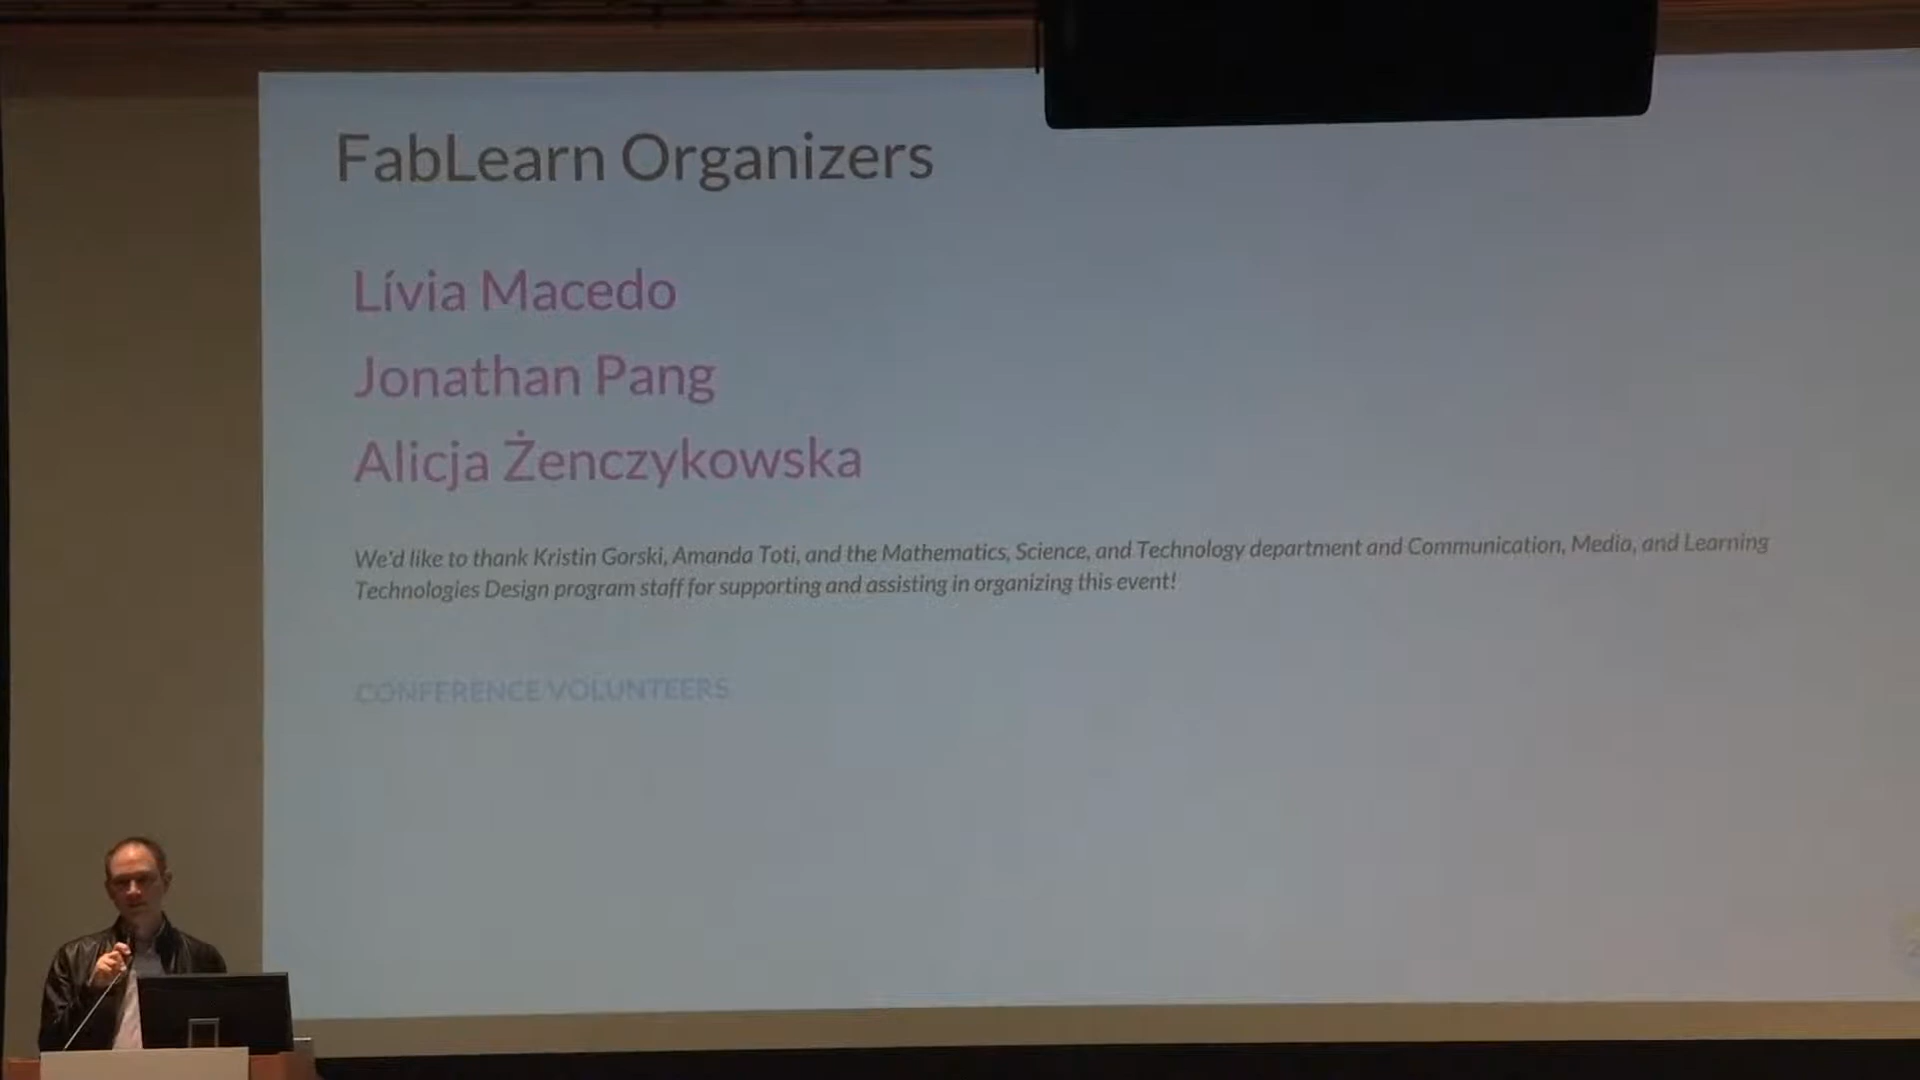 FabLearn Organizers
Lívia Macedo
Jonathan Pang
Alicja Żenczykowska
We'd like to thank Kristin Gorski, Amanda Toti, and the Mathematics, Science, and Technology department and Communication, Media, and Learning
Technologies Design program staff for supporting and assisting in organizing this event!
CONFERENCE VOLUNTEERS